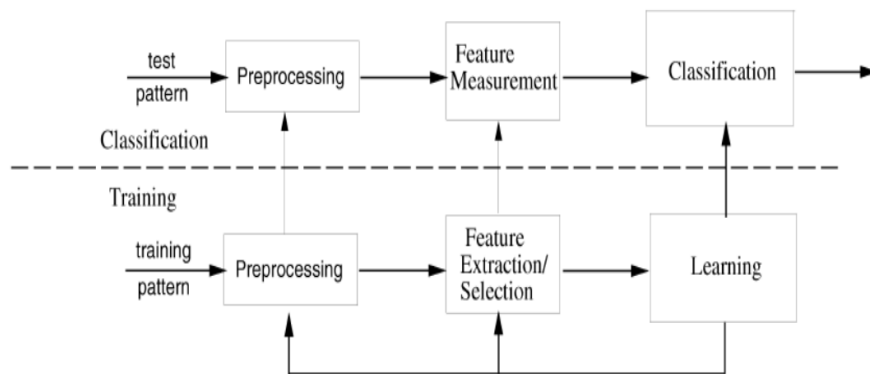 test
pattern
Preprocessing
Feature
Measurement
Classification
Classification
Training
training
pattern
Preprocessing
Feature
Extraction/
Selection
Learning